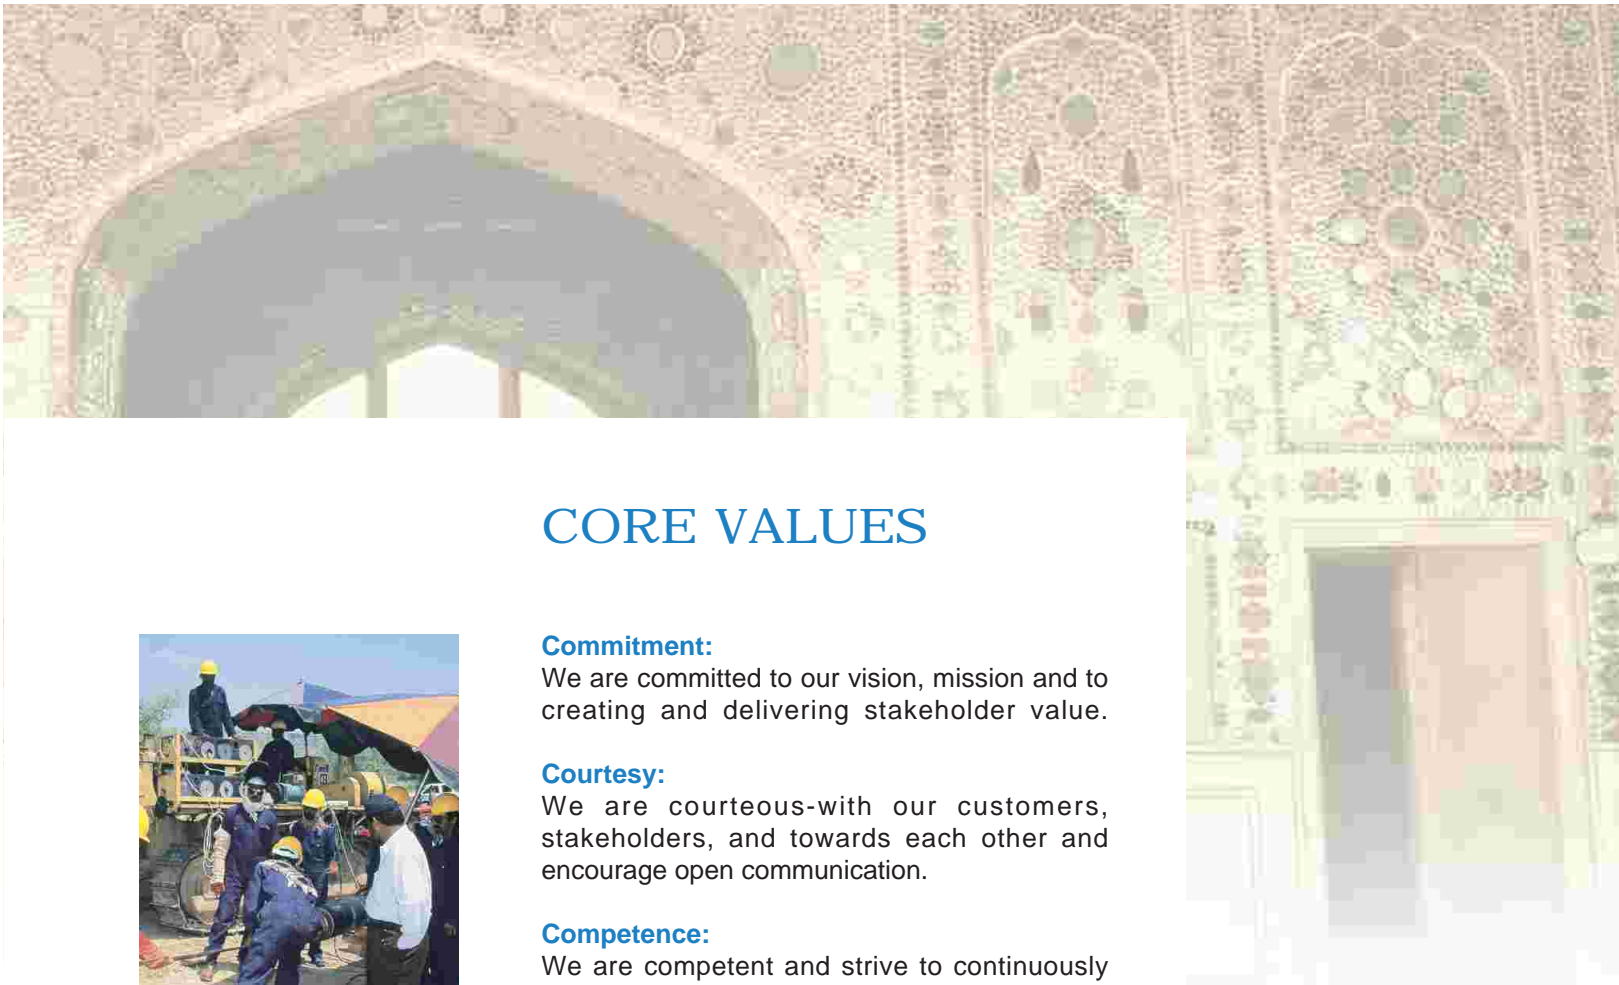 CORE VALUES
Commitment:
We are committed to our vision, mission and to
creating and delivering stakeholder value.
Courtesy:
We are courteous-with our customers,
stakeholders, and towards each other and
encourage open communication.
Competence:
We are competent and strive to continuously